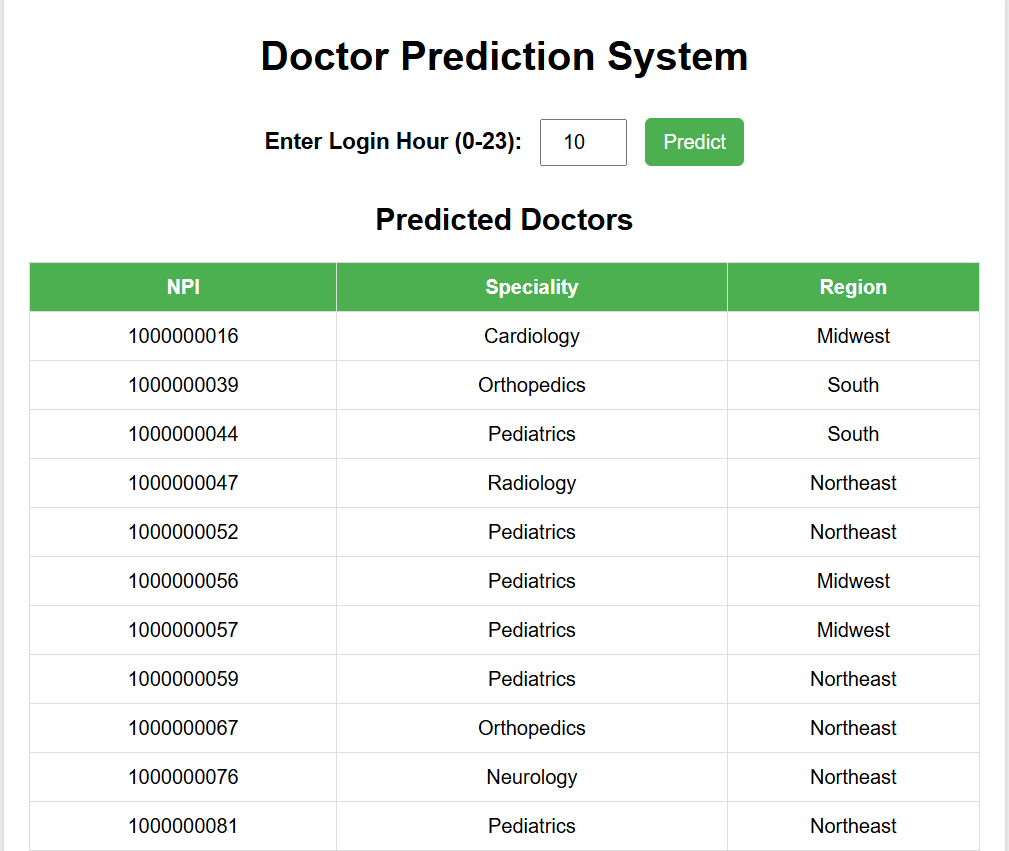 Doctor Prediction System
Enter Login Hour (0-23): 10 Predict
Predicted Doctors
NPI Speciality Region
1000000016 Cardiology Midwest
1000000039 Orthopedics South
1000000044 Pediatrics South
1000000047 Radiology Northeast
1000000052 Pediatrics Northeast
1000000056 Pediatrics Midwest
1000000057 Pediatrics Midwest
1000000059 Pediatrics Northeast
1000000067 Orthopedics Northeast
1000000076 Neurology Northeast
1000000081 Pediatrics Northeast